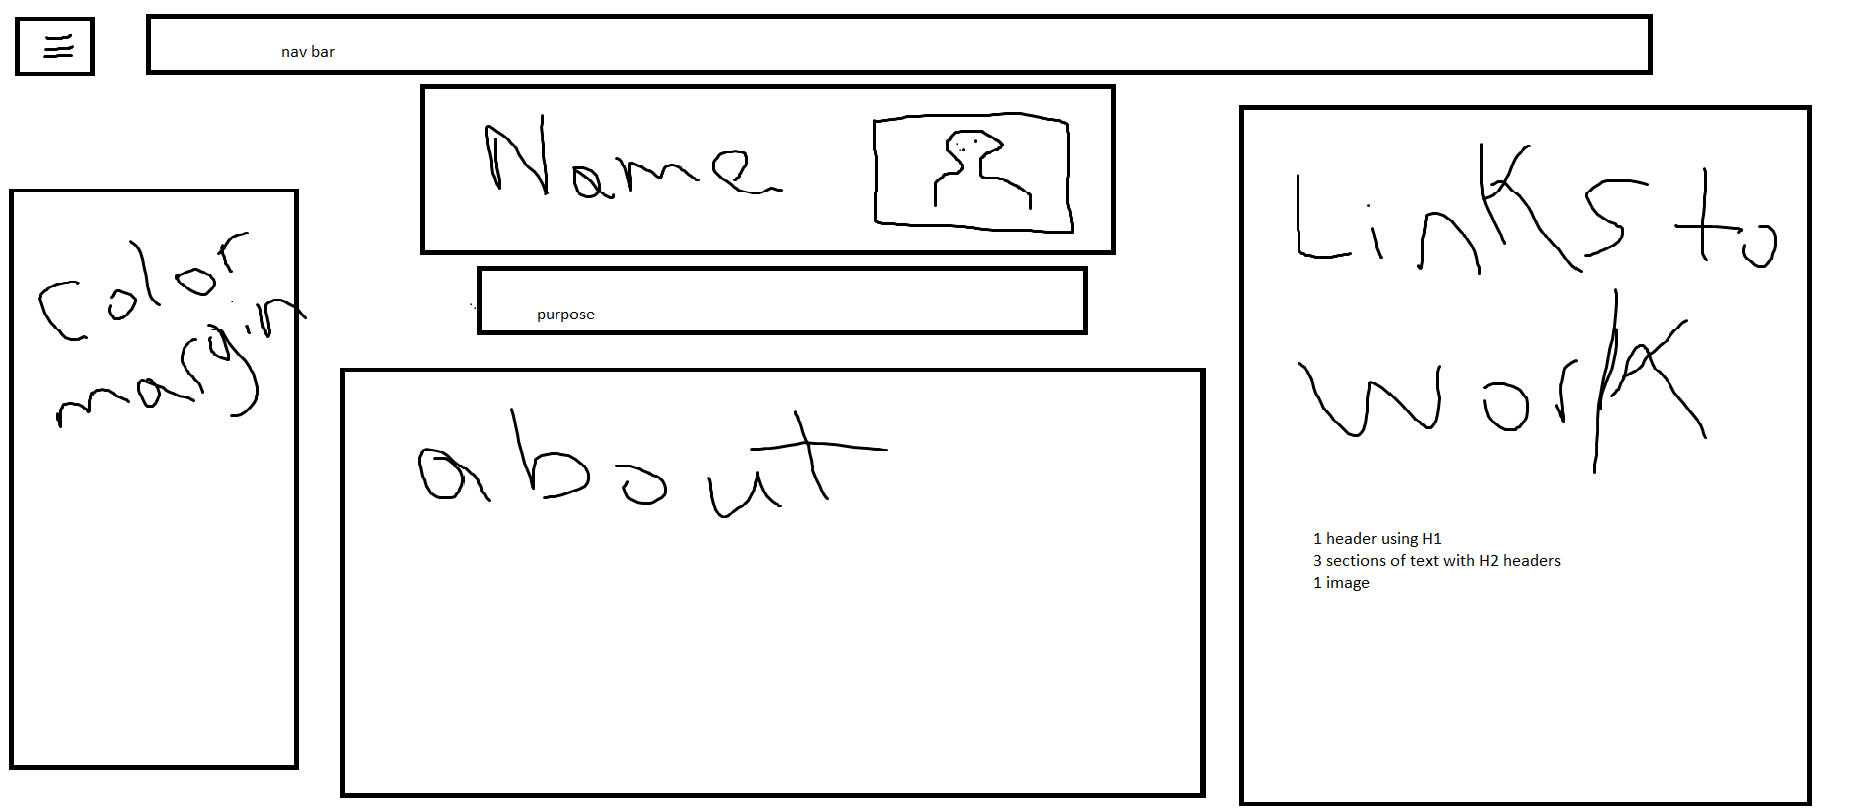 nav bar
Name
purpose
Color
margin
about
Links to
work
1 header using H1
3 sections of text with H2 headers
1 image